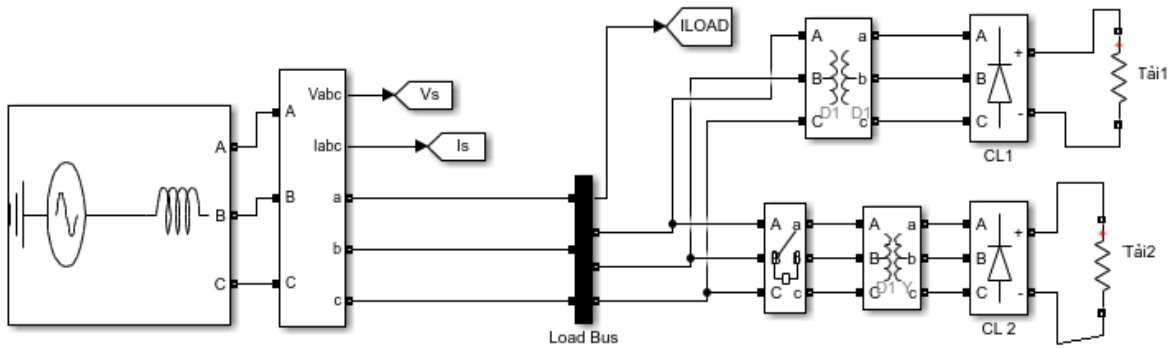 ILOAD
A a A
B b B +
C c C -
D1 D1
Tải1
CL1
Vabc Vs
Iabc Is
A A
B B a
C C b
c
Load Bus
A a A a A
B b B b B +
C c C c C -
D1 Y
Tải2
CL 2